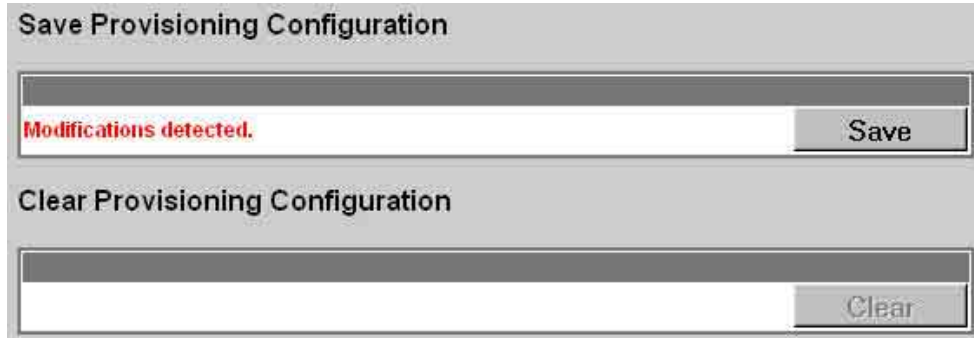 Save Provisioning Configuration
Modifications detected.
Save
Clear Provisioning Configuration
Clear